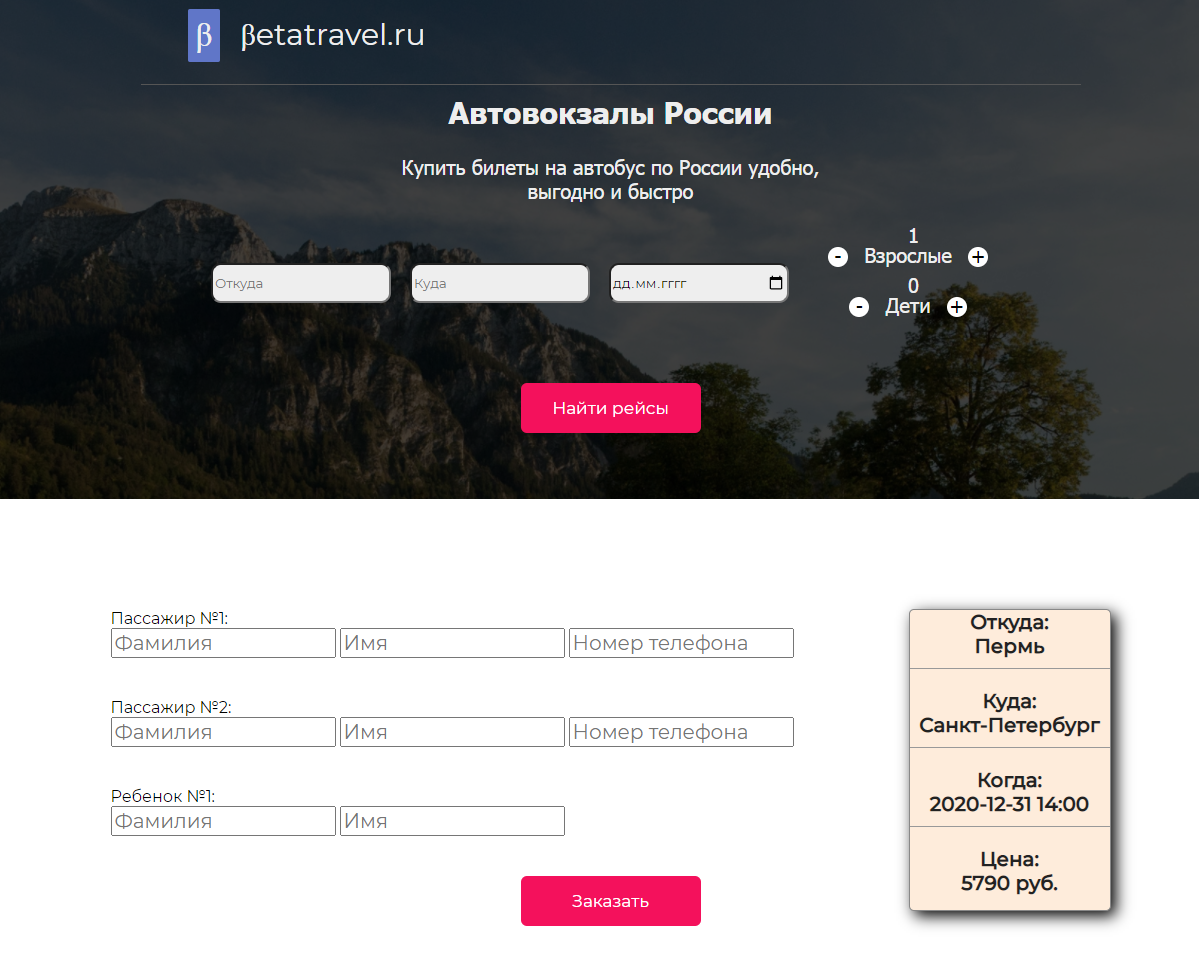 β βetatravel.ru
Автовокзалы России
Купить билеты на автобус по России удобно,
выгодно и быстро
Откуда Куда дд.мм.гггг
1
- Взрослые +
0
- Дети +
Найти рейсы
Пассажир №1:
Фамилия Имя Номер телефона
Пассажир №2:
Фамилия Имя Номер телефона
Ребенок №1:
Фамилия Имя
Заказать
Откуда:
Пермь
Куда:
Санкт-Петербург
Когда:
2020-12-31 14:00
Цена:
5790 руб.